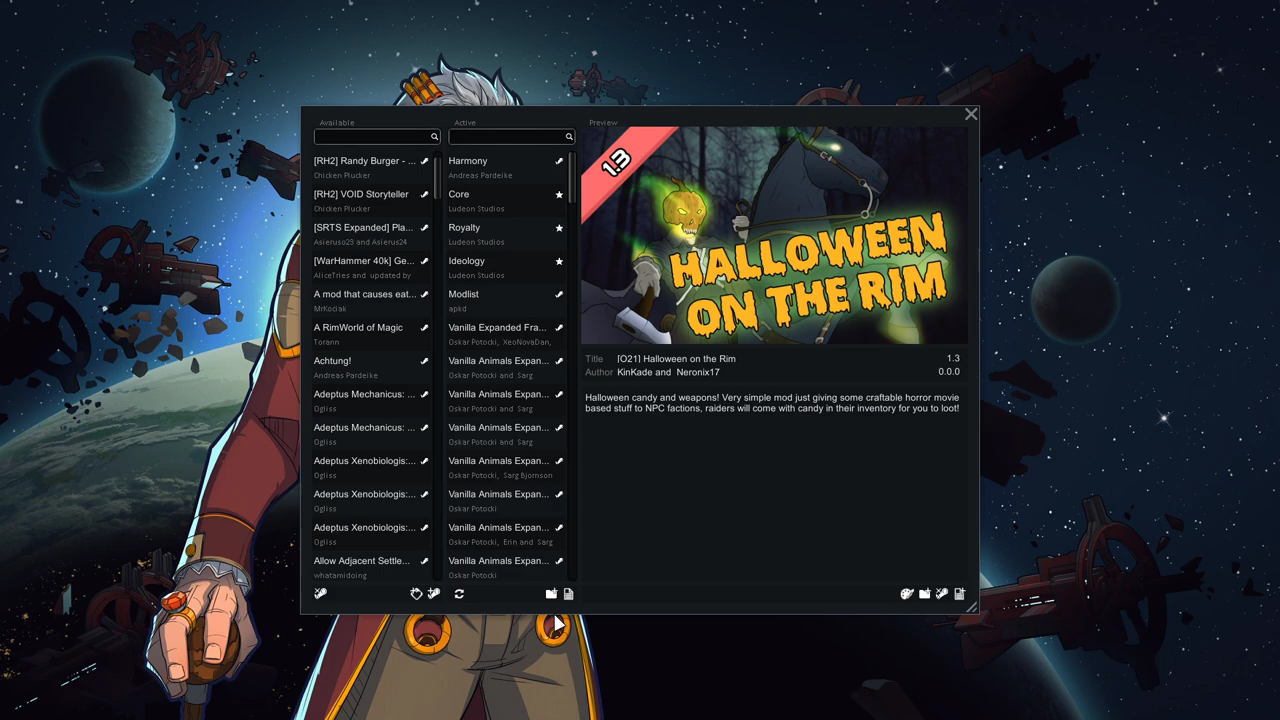 Available
[RH2] Randy Burger - ...
Chicken Plucker
[RH2] VOID Storyteller
Chicken Plucker
[SRTS Expanded] Pla...
Asieruso23 and Asierus24
[WarHammer 40k] Ge...
AliceTries and updated by
A mod that causes eat...
MrKociak
A RimWorld of Magic
Torann
Achtung!
Andreas Pardeike
Adeptus Mechanicus: ...
Ogliss
Adeptus Mechanicus: ...
Ogliss
Adeptus Xenobiologis:...
Ogliss
Adeptus Xenobiologis:...
Ogliss
Adeptus Xenobiologis:...
Ogliss
Allow Adjacent Settle...
whatamidoing
Active
Harmony
Andreas Pardeike
Core
Ludeon Studios
Royalty
Ludeon Studios
Ideology
Ludeon Studios
Modlist
apkd
Vanilla Expanded Fra...
Oskar Potocki, XeoNovaDan,
Vanilla Animals Expan...
Oskar Potocki and Sarg
Vanilla Animals Expan...
Oskar Potocki and Sarg
Vanilla Animals Expan...
Oskar Potocki and Sarg
Vanilla Animals Expan...
Oskar Potocki, Sarg Bjornson
Vanilla Animals Expan...
Oskar Potocki
Vanilla Animals Expan...
Oskar Potocki, Erin and Sarg
Vanilla Animals Expan...
Oskar Potocki
Preview
1.3
HALLOWEEN
ON THE RIM
Title [O21] Halloween on the Rim 1.3
Author KinKade and Neronix17 0.0.0
Halloween candy and weapons! Very simple mod just giving some craftable horror movie
based stuff to NPC factions, raiders will come with candy in their inventory for you to loot!